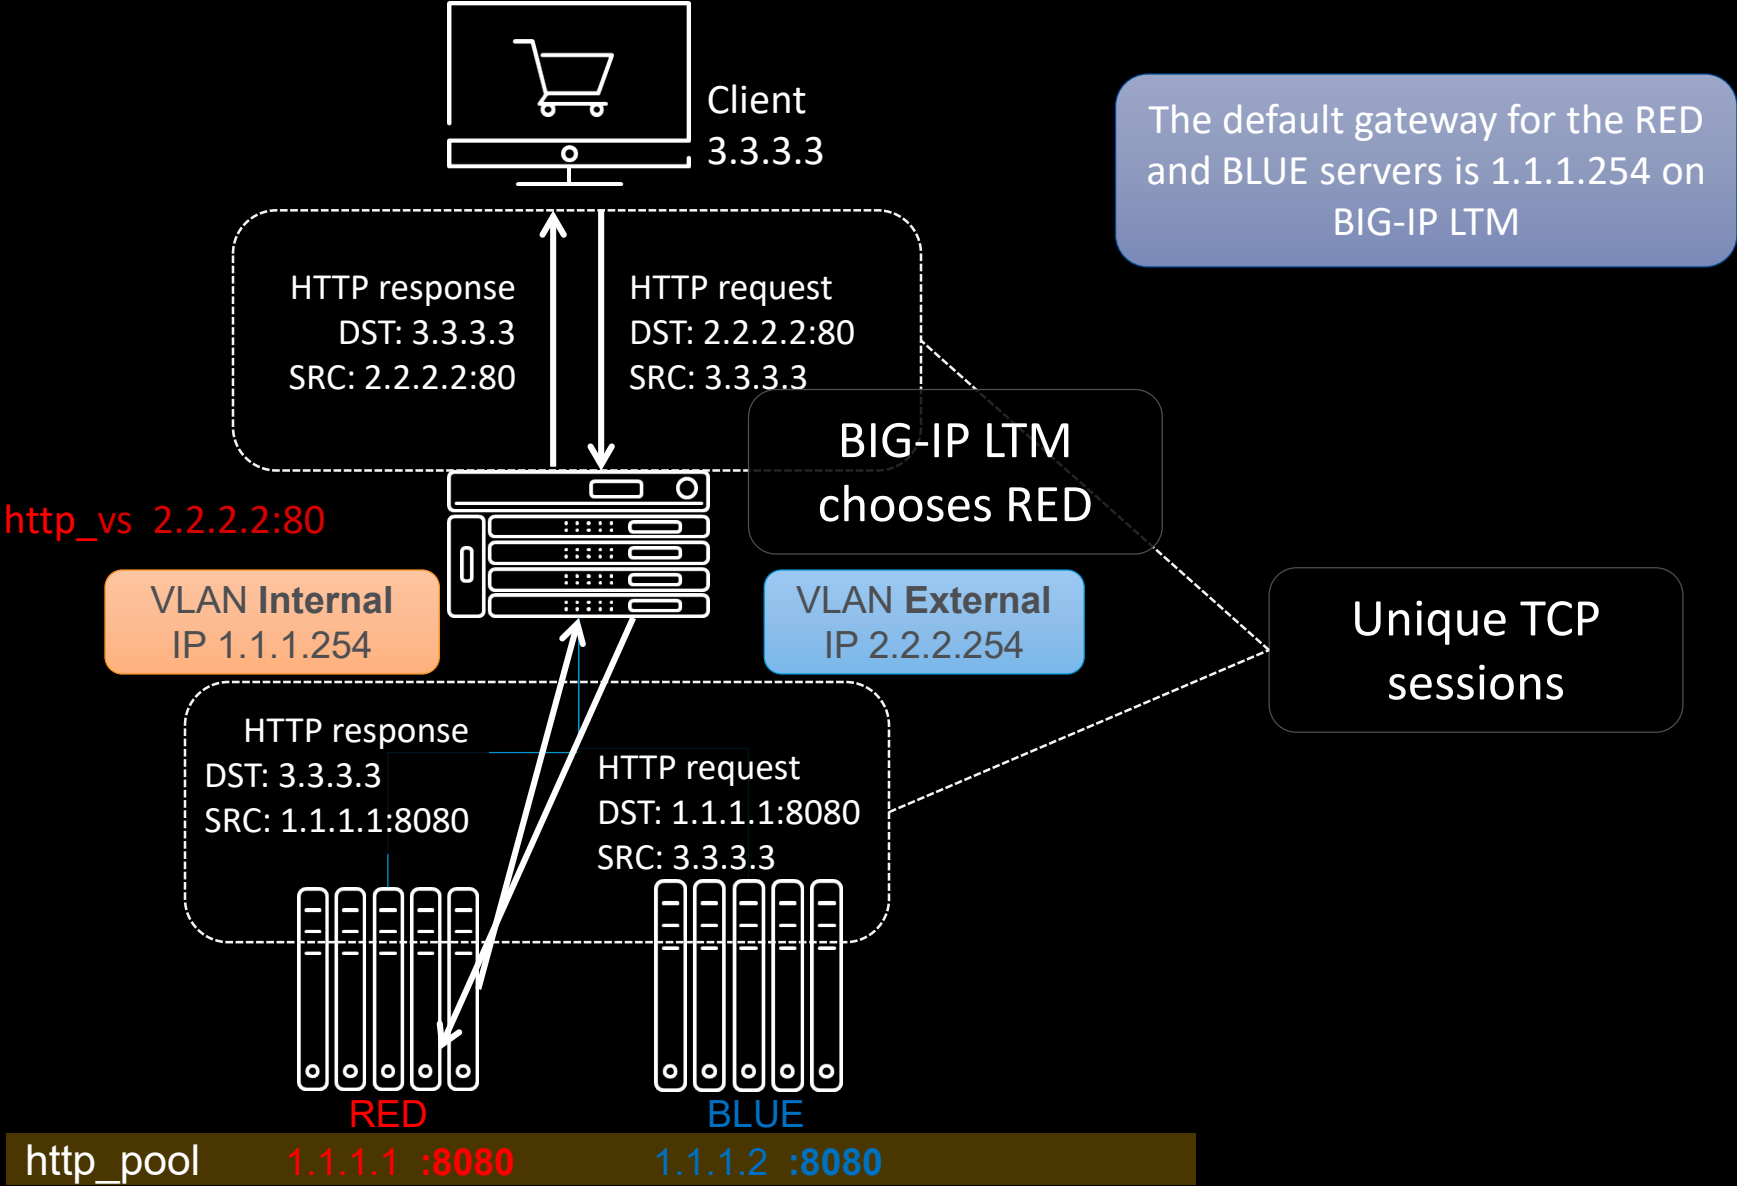 Client
3.3.3.3
The default gateway for the RED
and BLUE servers is 1.1.1.254 on
BIG-IP LTM
HTTP response
DST: 3.3.3.3
SRC: 2.2.2.2:80
HTTP request
DST: 2.2.2.2:80
SRC: 3.3.3.3
BIG-IP LTM
chooses RED
http_vs 2.2.2.2:80
VLAN Internal
IP 1.1.1.254
VLAN External
IP 2.2.2.254
Unique TCP
sessions
HTTP response
DST: 3.3.3.3
SRC: 1.1.1.1:8080
HTTP request
DST: 1.1.1.1:8080
SRC: 3.3.3.3
RED
BLUE
http_pool 1.1.1.1 :8080 1.1.1.2 :8080